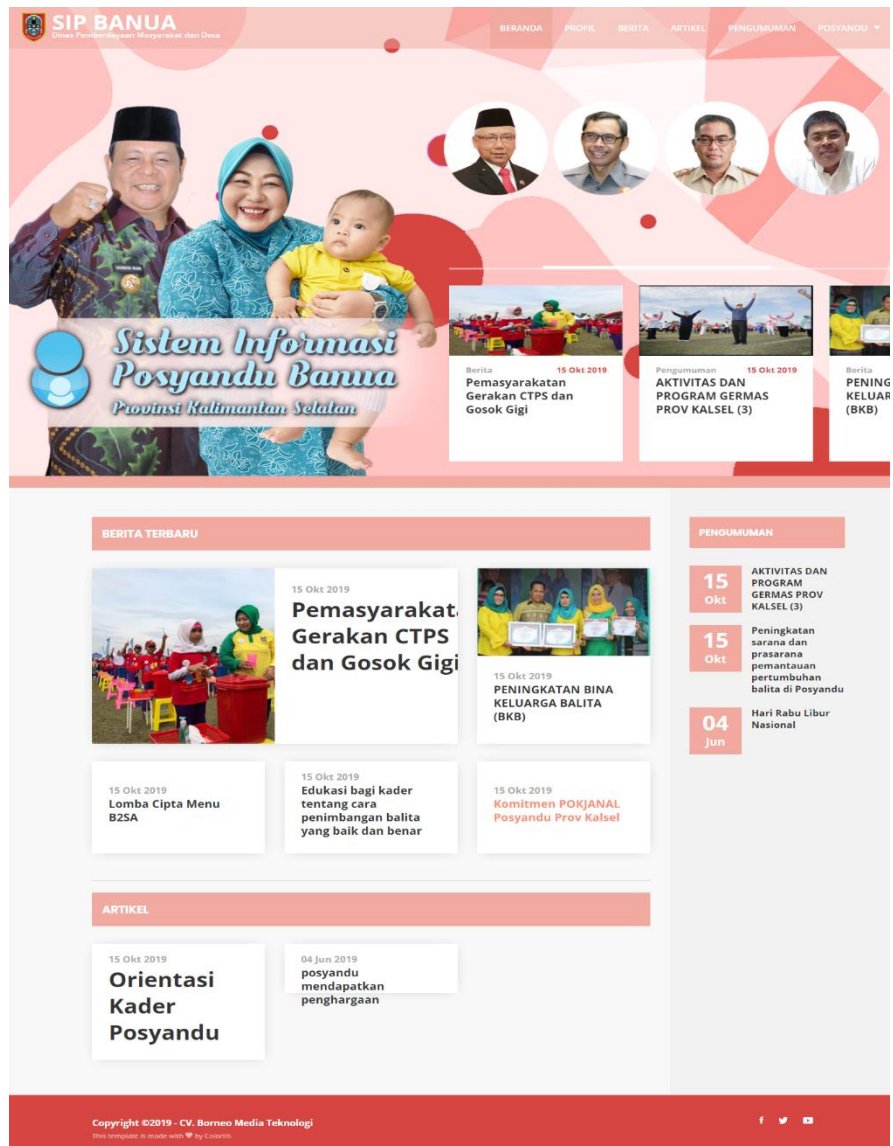 SIP BANUA
Dinas Pemberdayaan Masyarakat dan Desa
BERANDA PROFIL BERITA ARTIKEL PENGUMUMAN POSYANDU
Sistem Informasi
Posyandu Banua
Provinsi Kalimantan Selatan
Berita 15 Okt 2019
Pemasyarakatan
Gerakan CTPS dan
Gosok Gigi
Pengumuman 15 Okt 2019
AKTIVITAS DAN
PROGRAM GERMAS
PROV KALSEL (3)
Berita
PENING
KELUAR
(BKB)
BERITA TERBARU
15 Okt 2019
Pemasyarakat
Gerakan CTPS
dan Gosok Gigi
15 Okt 2019
PENINGKATAN BINA
KELUARGA BALITA
(BKB)
15 Okt 2019
Lomba Cipta Menu
B2SA
15 Okt 2019
Edukasi bagi kader
tentang cara
penimbangan balita
yang baik dan benar
15 Okt 2019
Komitmen POKJANAL
Posyandu Prov Kalsel
ARTIKEL
15 Okt 2019
Orientasi
Kader
Posyandu
04 Jun 2019
posyandu
mendapatkan
penghargaan
PENGUMUMAN
15
Okt
AKTIVITAS DAN
PROGRAM
GERMAS PROV
KALSEL (3)
15
Okt
Peningkatan
sarana dan
prasarana
pemantauan
pertumbuhan
balita di Posyandu
04
Jun
Hari Rabu Libur
Nasional
Copyright ©2019 - CV. Borneo Media Teknologi
This template is made with ♥ by Colorlib